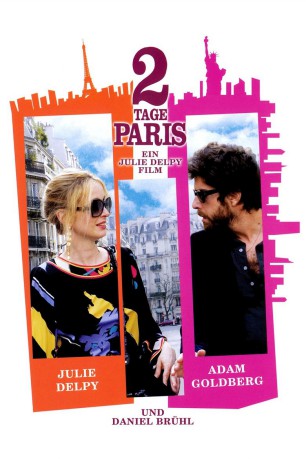 2
TAGE
PARIS
EIN
JULIE DELPY
FILM
JULIE
DELPY
ADAM
GOLDBERG
UND
DANIEL BRÜHL